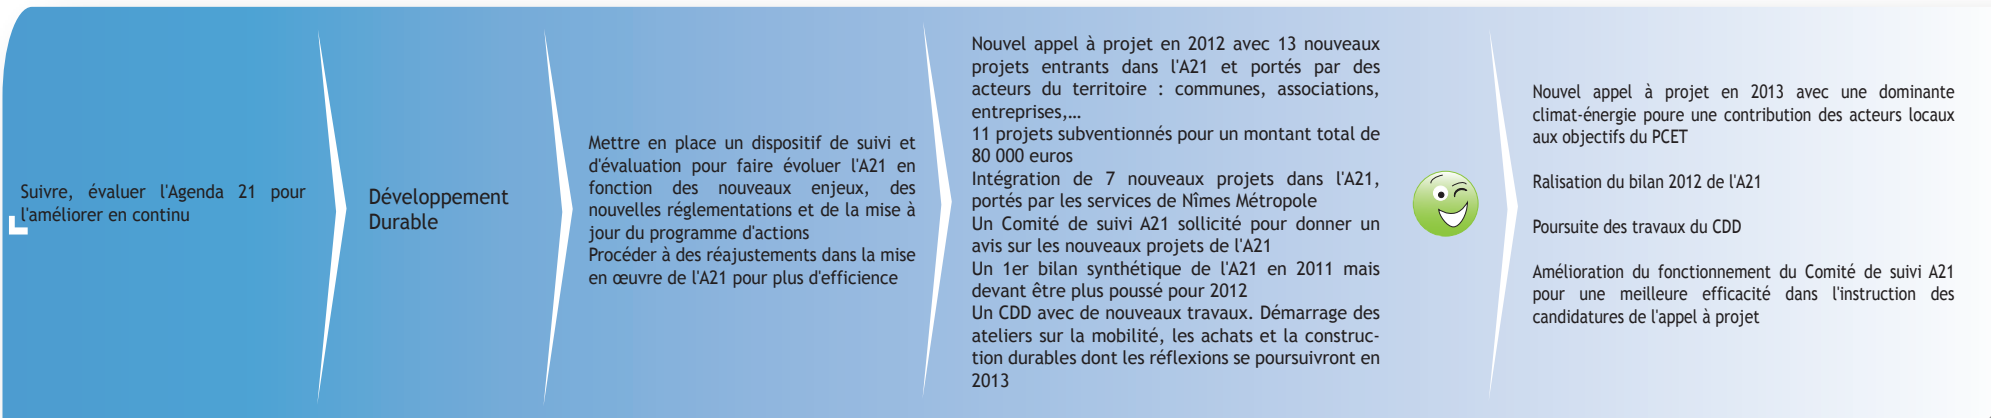 Suivre, évaluer l'Agenda 21 pour
l'améliorer en continu
Développement
Durable
Mettre en place un dispositif de suivi et
d'évaluation pour faire évoluer l'A21 en
fonction des nouveaux enjeux, des
nouvelles réglementations et de la mise à
jour du programme d'actions
Procéder à des réajustements dans la mise
en œuvre de l'A21 pour plus d'efficience
Nouvel appel à projet en 2012 avec 13 nouveaux
projets entrants dans l'A21 et portés par des
acteurs du territoire : communes, associations,
entreprises,…
11 projets subventionnés pour un montant total de
80 000 euros
Intégration de 7 nouveaux projets dans l'A21,
portés par les services de Nîmes Métropole
Un Comité de suivi A21 sollicité pour donner un
avis sur les nouveaux projets de l'A21
Un 1er bilan synthétique de l'A21 en 2011 mais
devant être plus poussé pour 2012
Un CDD avec de nouveaux travaux. Démarrage des
ateliers sur la mobilité, les achats et la construc-
tion durables dont les réflexions se poursuivront en
2013
Nouvel appel à projet en 2013 avec une dominante
climat-énergie poure une contribution des acteurs locaux
aux objectifs du PCET
Ralisation du bilan 2012 de l'A21
Poursuite des travaux du CDD
Amélioration du fonctionnement du Comité de suivi A21
pour une meilleure efficacité dans l'instruction des
candidatures de l'appel à projet